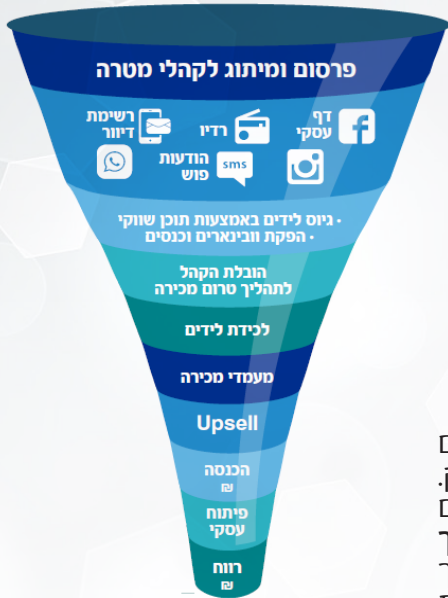 פרסום ומיתוג לקהלי מטרה
דף
עסקי
רדיו
רשימת
דיוור
הודעות
פוש
sms
· גיוס לידים באמצעות תוכן שווקי
· הפקת וובינארים וכנסים
הובלת הקהל
לתהליך טרום מכירה
לכידת לידים
מעמדי מכירה
Upsell
הכנסה
₪
פיתוח
עסקי
רווח
₪